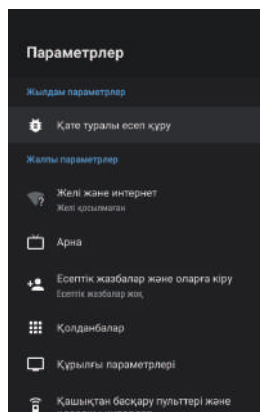 Параметрлер
Жылдам параметрлер
Қате туралы есеп құру
Жалпы параметрлер
Желі және интернет
Желі қосылмаған
Арна
Есептік жазбалар және оларға кіру
Есептік жазбалар жоқ
Қолданбалар
Құрылғы параметрлері
Қашықтан басқару пульттері және